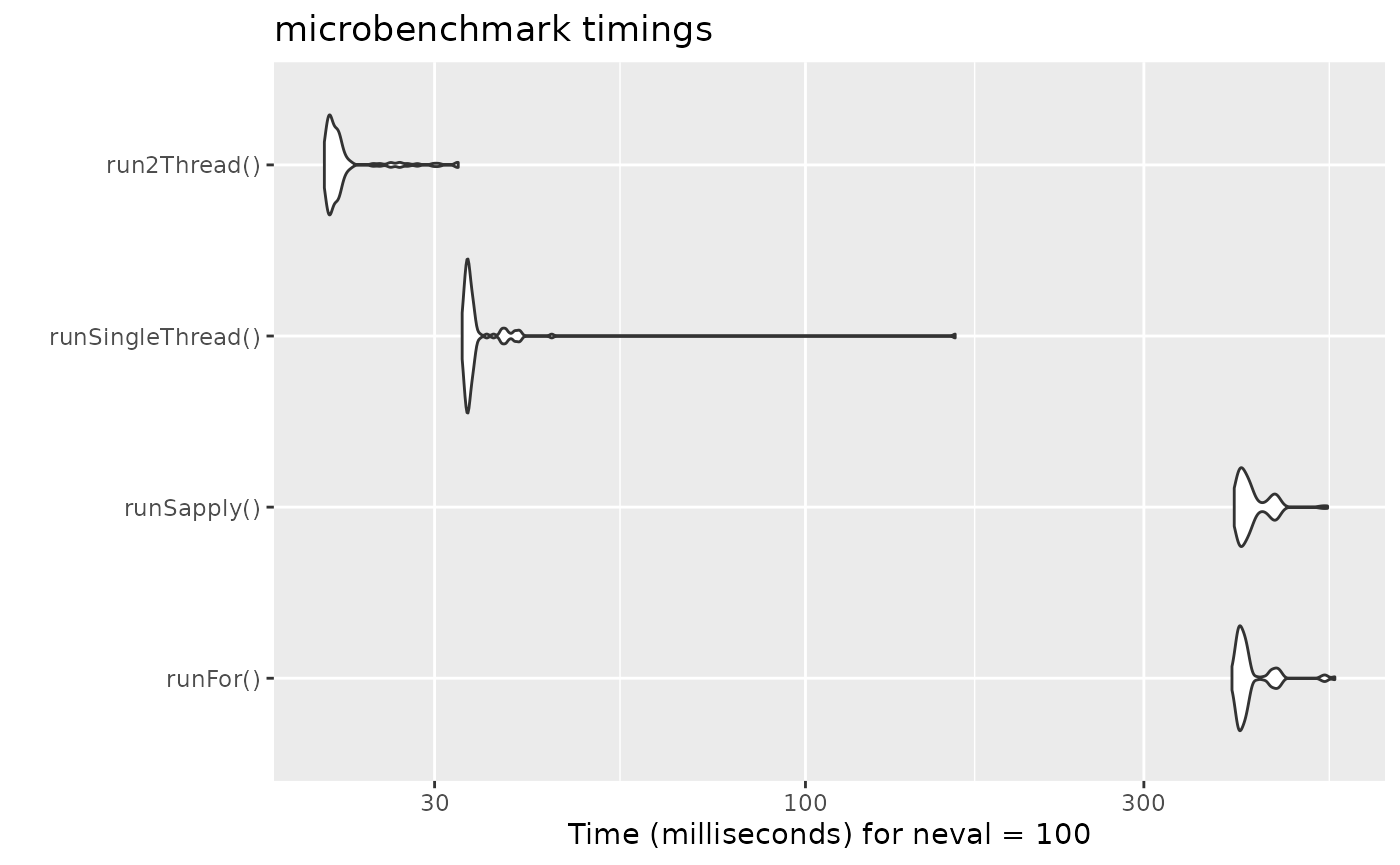 microbenchmark timings
run2Thread()
runSingleThread()
runSapply()
runFor()
30
100
300
Time (milliseconds) for neval = 100